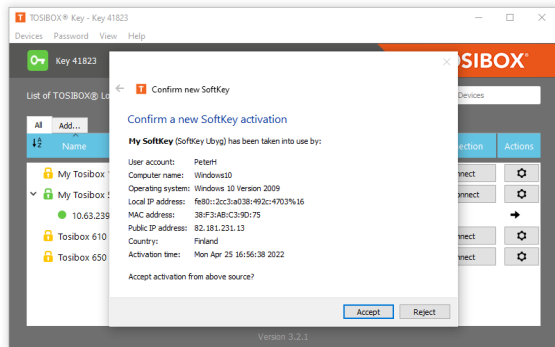 TOSIBOX® Key - Key 41823
Devices Password View Help
Key 41823
SIBOX®
List of TOSIBOX® Lo
Devices
All Add...
Name
ection Actions
My Tosibox
nnect
My Tosibox
onnect
10.63.239
Tosibox 610
nnect
Tosibox 650
nnect
Confirm new SoftKey
Confirm a new SoftKey activation
My SoftKey (SoftKey Ubyg) has been taken into use by:
User account: PeterH
Computer name: Windows10
Operating system: Windows 10 Version 2009
Local IP address: fe80::2cc3:a038:492c:4703%16
MAC address: 38:F3:AB:C3:9D:75
Public IP address: 82.181.231.13
Country: Finland
Activation time: Mon Apr 25 16:56:38 2022
Accept activation from above source?
Accept Reject
Version 3.2.1